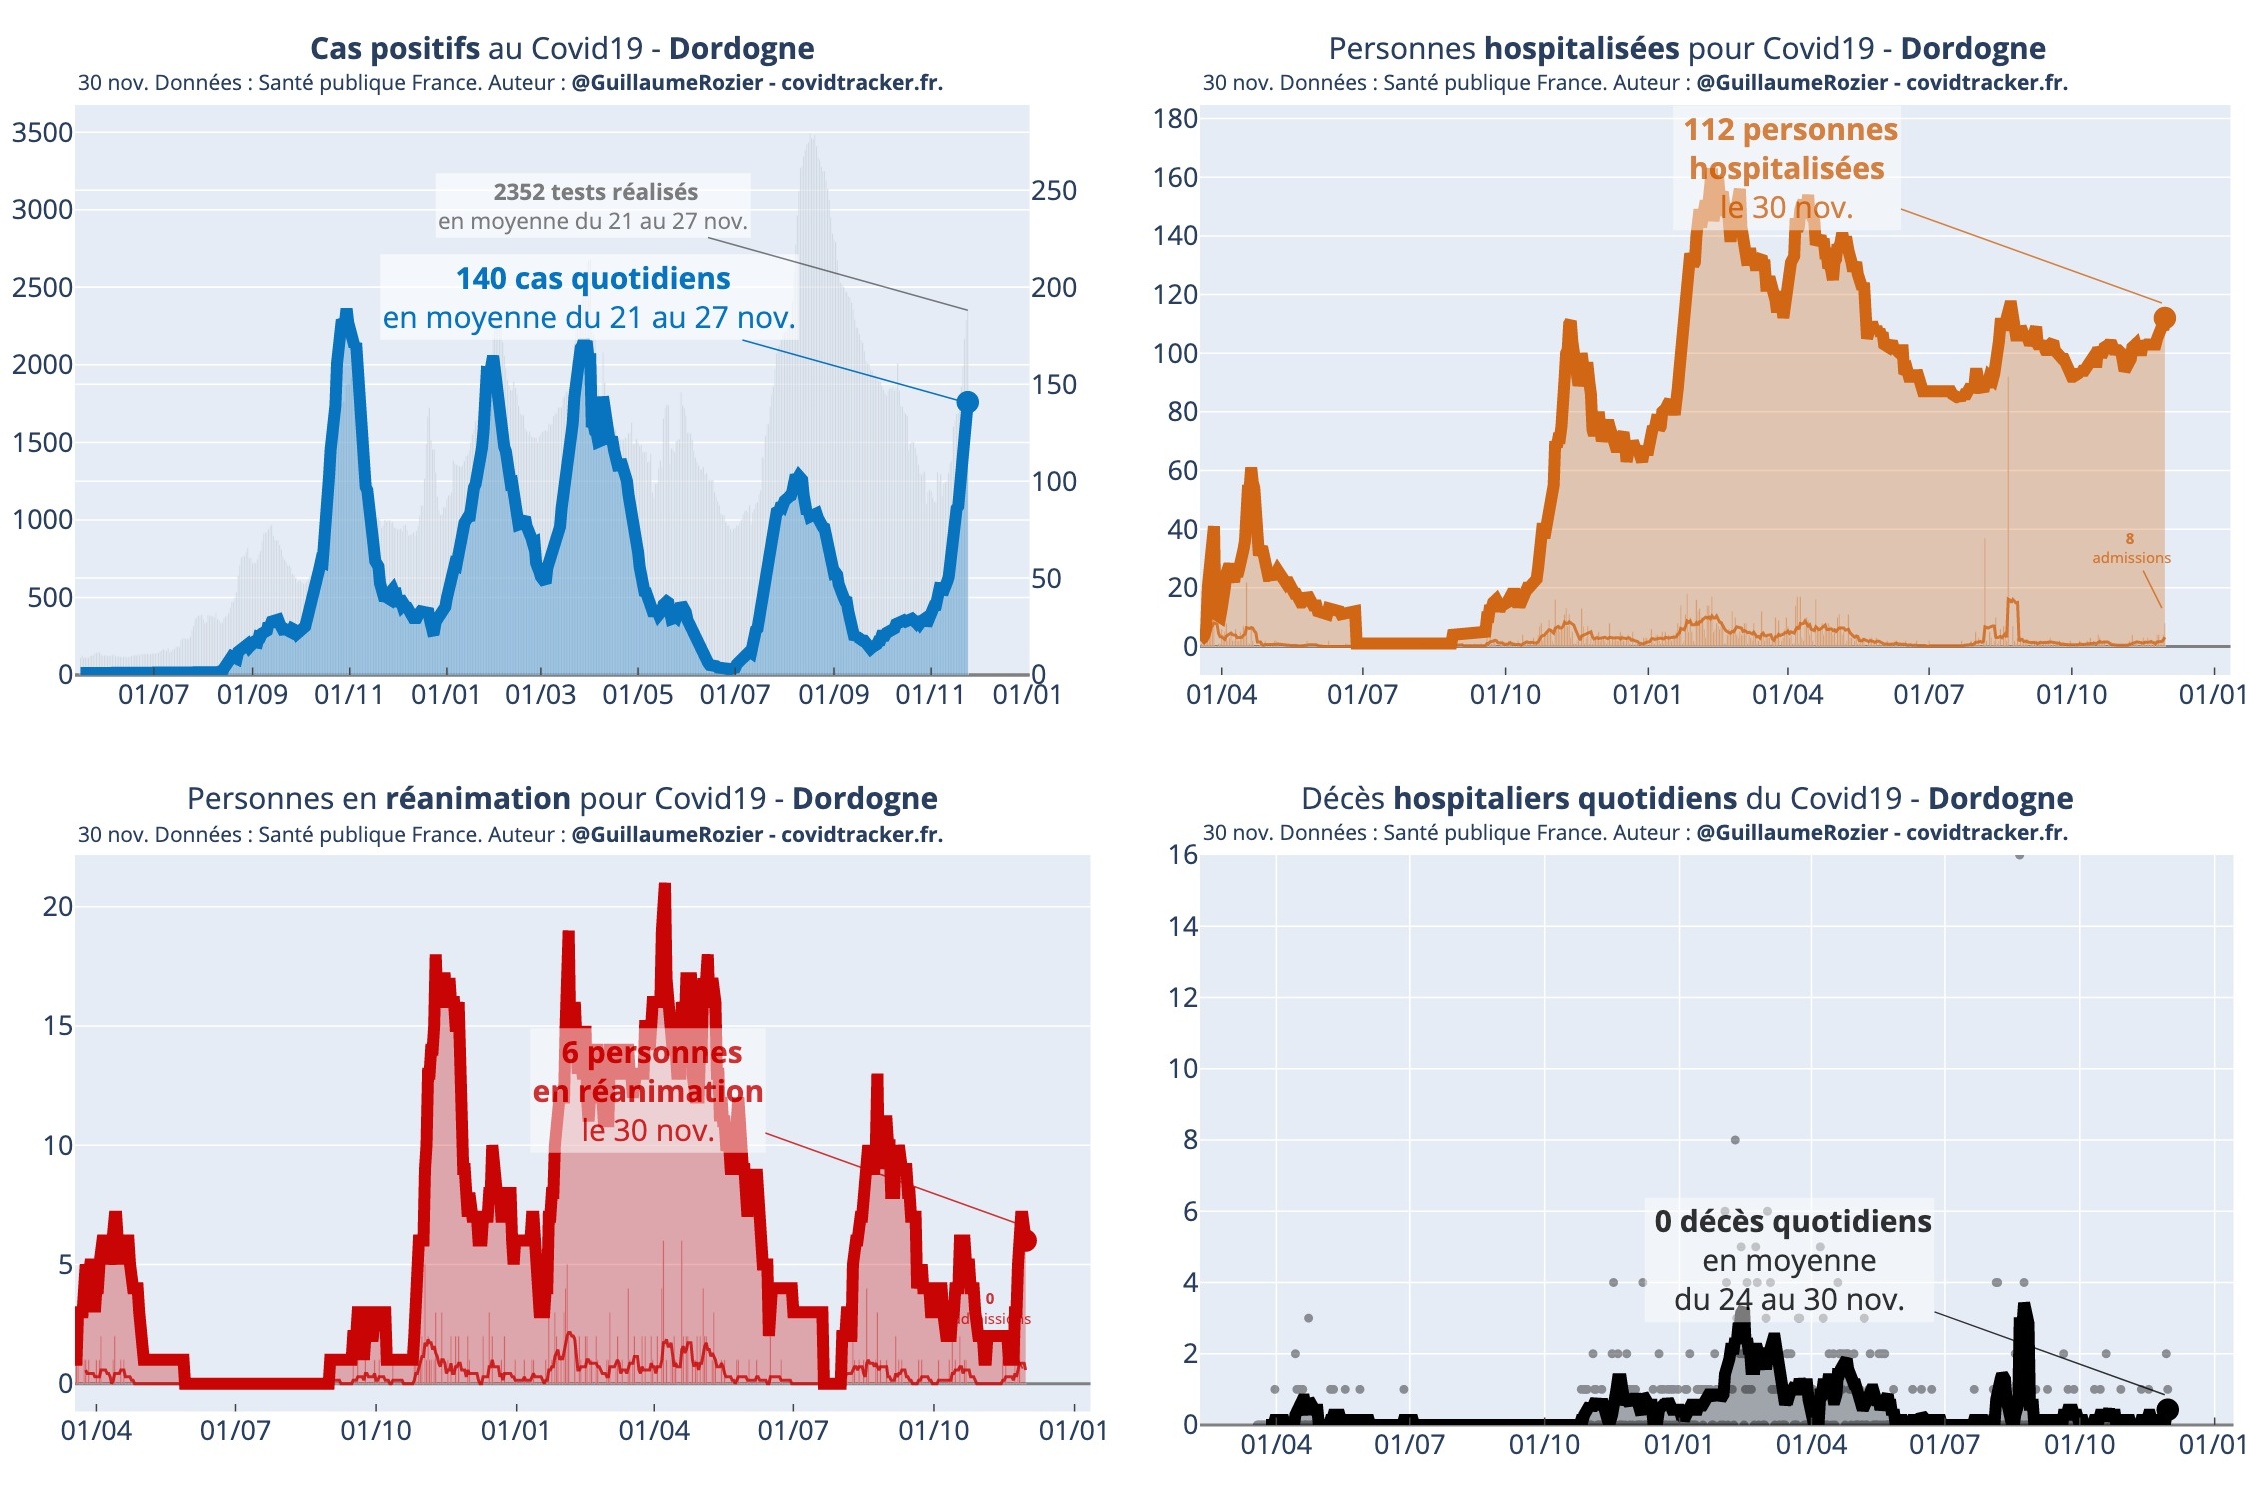 Cas positifs au Covid19 - Dordogne
30 nov. Données : Santé publique France. Auteur : @GuillaumeRozier - covidtracker.fr.
3500
3000
2500
2000
1500
1000
500
0
250
200
150
100
50
0
2352 tests réalisés
en moyenne du 21 au 27 nov.
140 cas quotidiens
en moyenne du 21 au 27 nov.
01/07 01/09 01/11 01/01 01/03 01/05 01/07 01/09 01/11 01/01
Personnes hospitalisées pour Covid19 - Dordogne
30 nov. Données : Santé publique France. Auteur : @GuillaumeRozier - covidtracker.fr.
180
160
140
120
100
80
60
40
20
0
112 personnes
hospitalisées
le 30 nov.
8
admissions
01/04 01/07 01/10 01/01 01/04 01/07 01/10 01/01
Personnes en réanimation pour Covid19 - Dordogne
30 nov. Données : Santé publique France. Auteur : @GuillaumeRozier - covidtracker.fr.
20
15
10
5
0
6 personnes
en réanimation
le 30 nov.
0
admissions
01/04 01/07 01/10 01/01 01/04 01/07 01/10 01/01
Décès hospitaliers quotidiens du Covid19 - Dordogne
30 nov. Données : Santé publique France. Auteur : @GuillaumeRozier - covidtracker.fr.
16
14
12
10
8
6
4
2
0
0 décès quotidiens
en moyenne
du 24 au 30 nov.
01/04 01/07 01/10 01/01 01/04 01/07 01/10 01/01